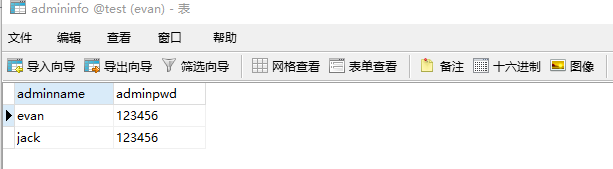 admininfo @test (evan) - 表
文件 编辑 查看 窗口 帮助
导入向导 导出向导 筛选向导 网格查看 表单查看 备注 十六进制 图像
adminname adminpwd
evan 123456
jack 123456